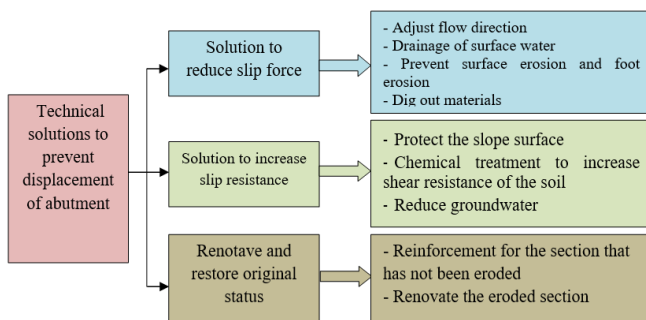 Technical
solutions to
prevent
displacement
of abutment
Solution to
reduce slip force
- Adjust flow direction
- Drainage of surface water
- Prevent surface erosion and foot
erosion
- Dig out materials
Solution to increase
slip resistance
- Protect the slope surface
- Chemical treatment to increase
shear resistance of the soil
- Reduce groundwater
Renotave and
restore original
status
- Reinforcement for the section that
has not been eroded
- Renovate the eroded section